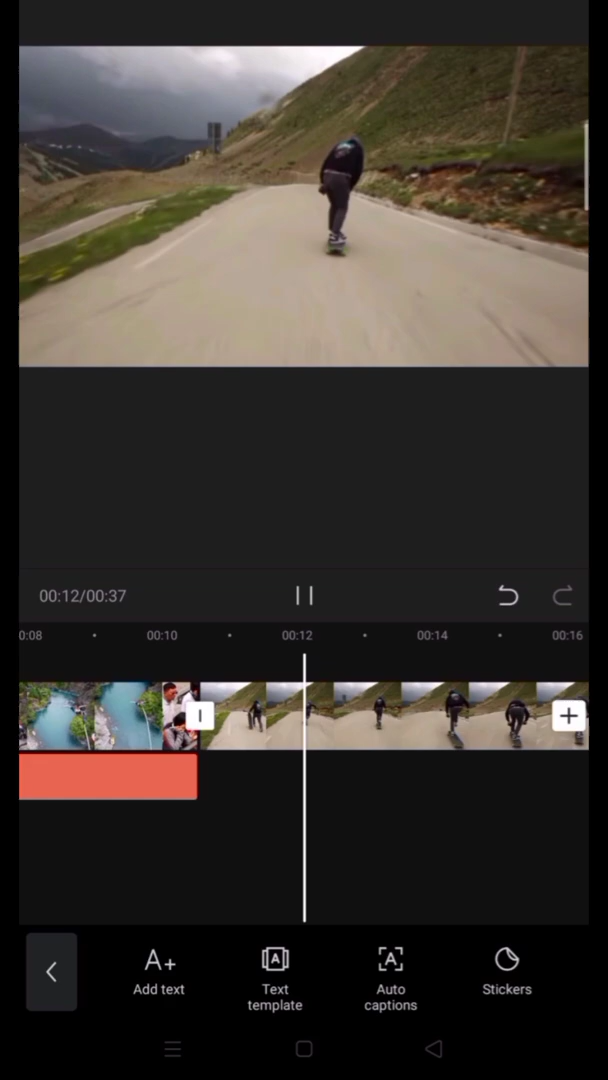 00:12/00:37
0:08
00:10
00:12
00:14
00:16
A+
Add text
A
Text
template
A
Auto
captions
Stickers